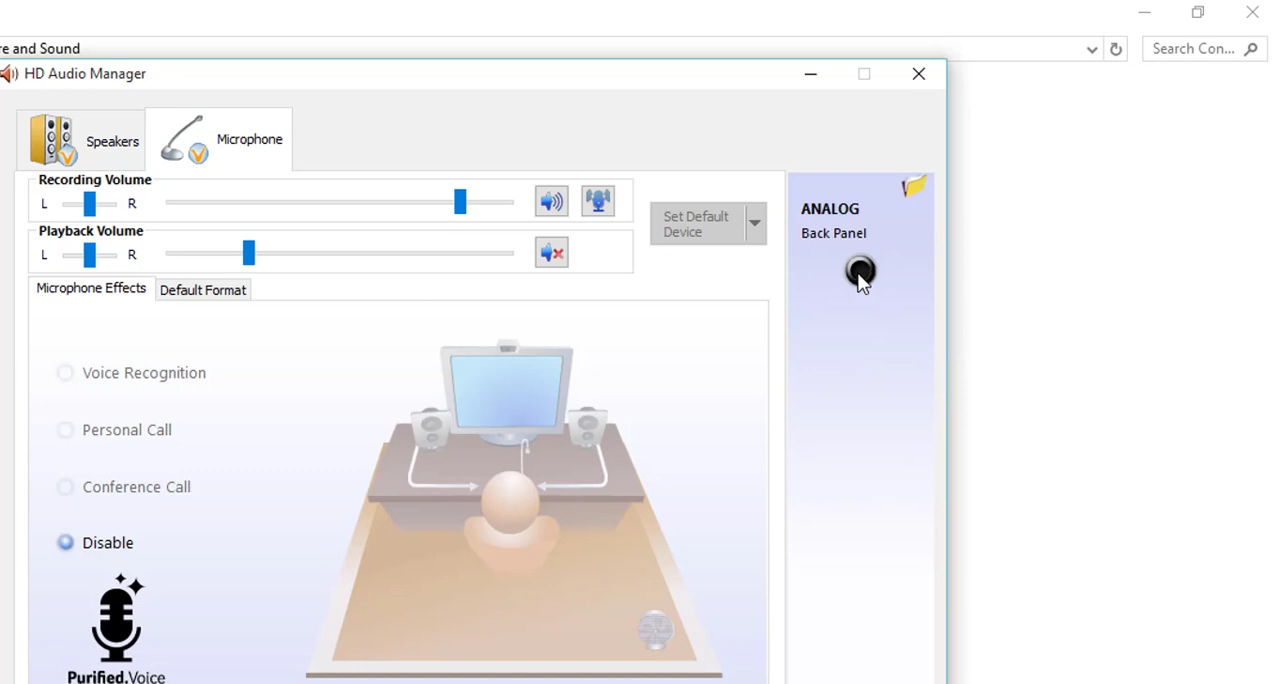 re and Sound
Search Con...
HD Audio Manager
Speakers
Microphone
Recording Volume
L R
Set Default
Device
Playback Volume
L R
ANALOG
Back Panel
Microphone Effects
Default Format
Voice Recognition
Personal Call
Conference Call
Disable
Purified.Voice